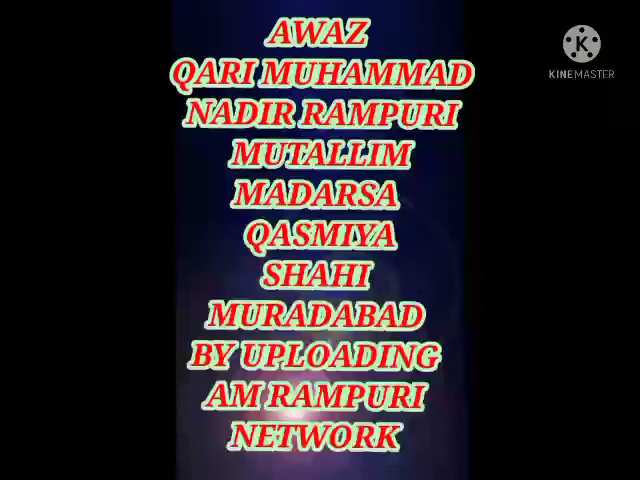 AWAZ
QARI MUHAMMAD
NADIR RAMPURI
MUTALLIM
MADARSA
QASMIYA
SHAHI
MURADABAD
BY UPLOADING
AM RAMPURI
NETWORK
K
KINEMASTER